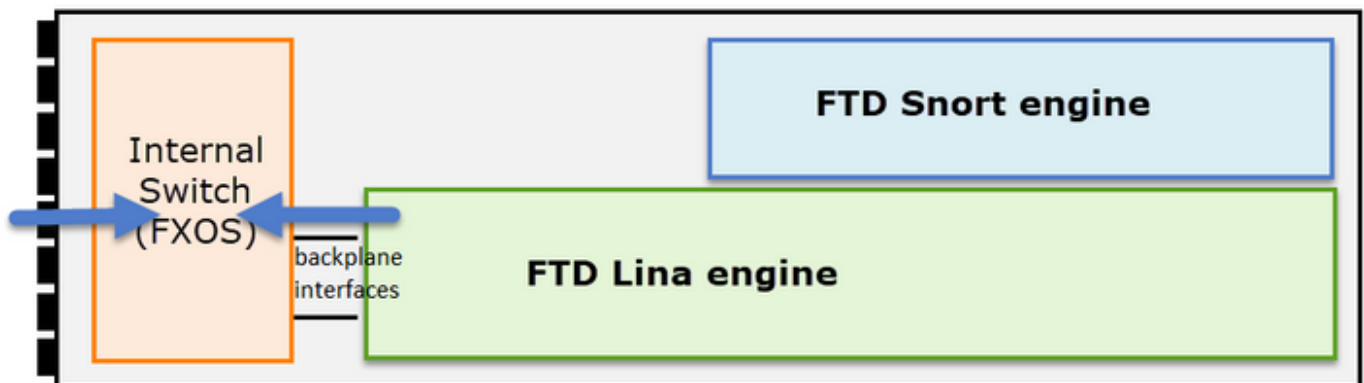 Internal
Switch
(FXOS)
backplane
interfaces
FTD Snort engine
FTD Lina engine